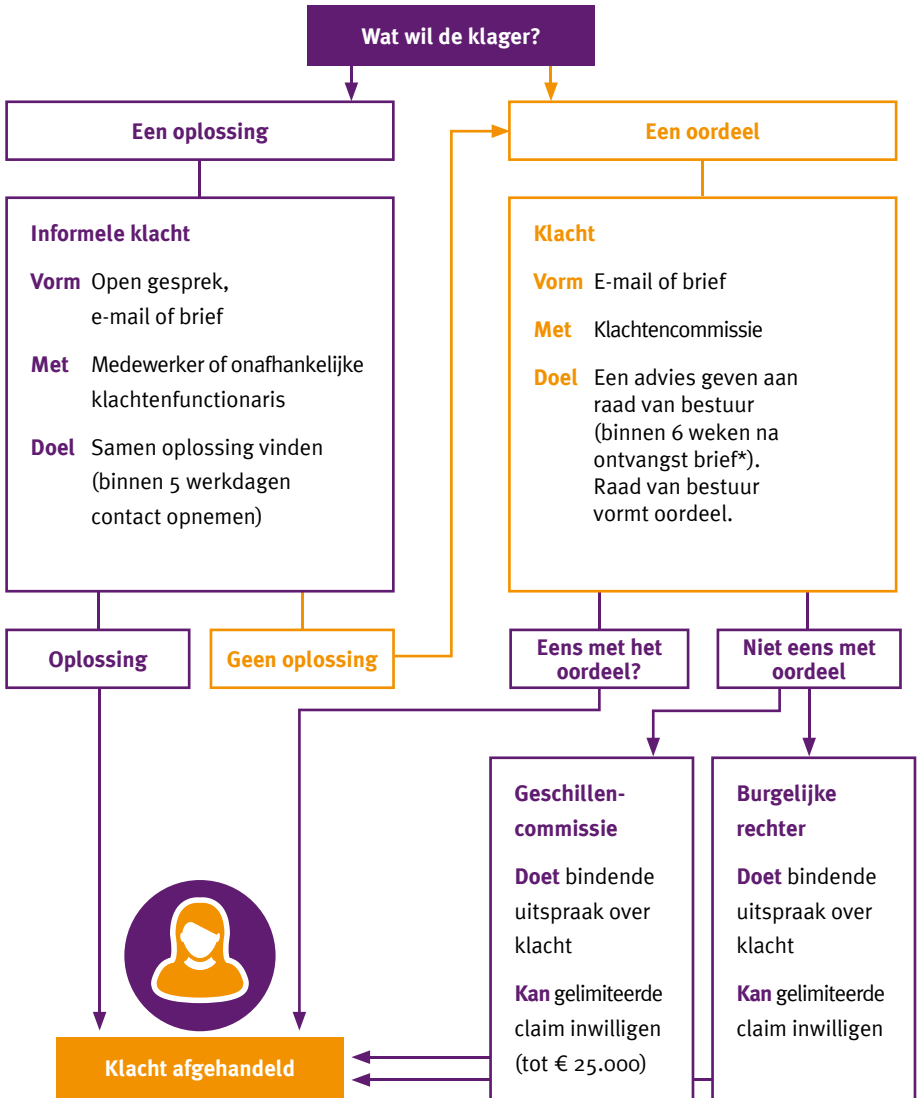 Wat wil de klager?
Een oplossing
Informele klacht
Vorm Open gesprek,
e-mail of brief
Met Medewerker of onafhankelijke
klachtenfunctionaris
Doel Samen oplossing vinden
(binnen 5 werkdagen
contact opnemen)
Oplossing
Geen oplossing
Een oordeel
Klacht
Vorm E-mail of brief
Met Klachtencommissie
Doel Een advies geven aan
raad van bestuur
(binnen 6 weken na
ontvangst brief*).
Raad van bestuur
vormt oordeel.
Eens met het
oordeel?
Niet eens met
oordeel
Geschillen-
commissie
Doet bindende
uitspraak over
klacht
Kan gelimiteerde
claim inwilligen
(tot € 25.000)
Burgelijke
rechter
Doet bindende
uitspraak over
klacht
Kan gelimiteerde
claim inwilligen
Klacht afgehandeld